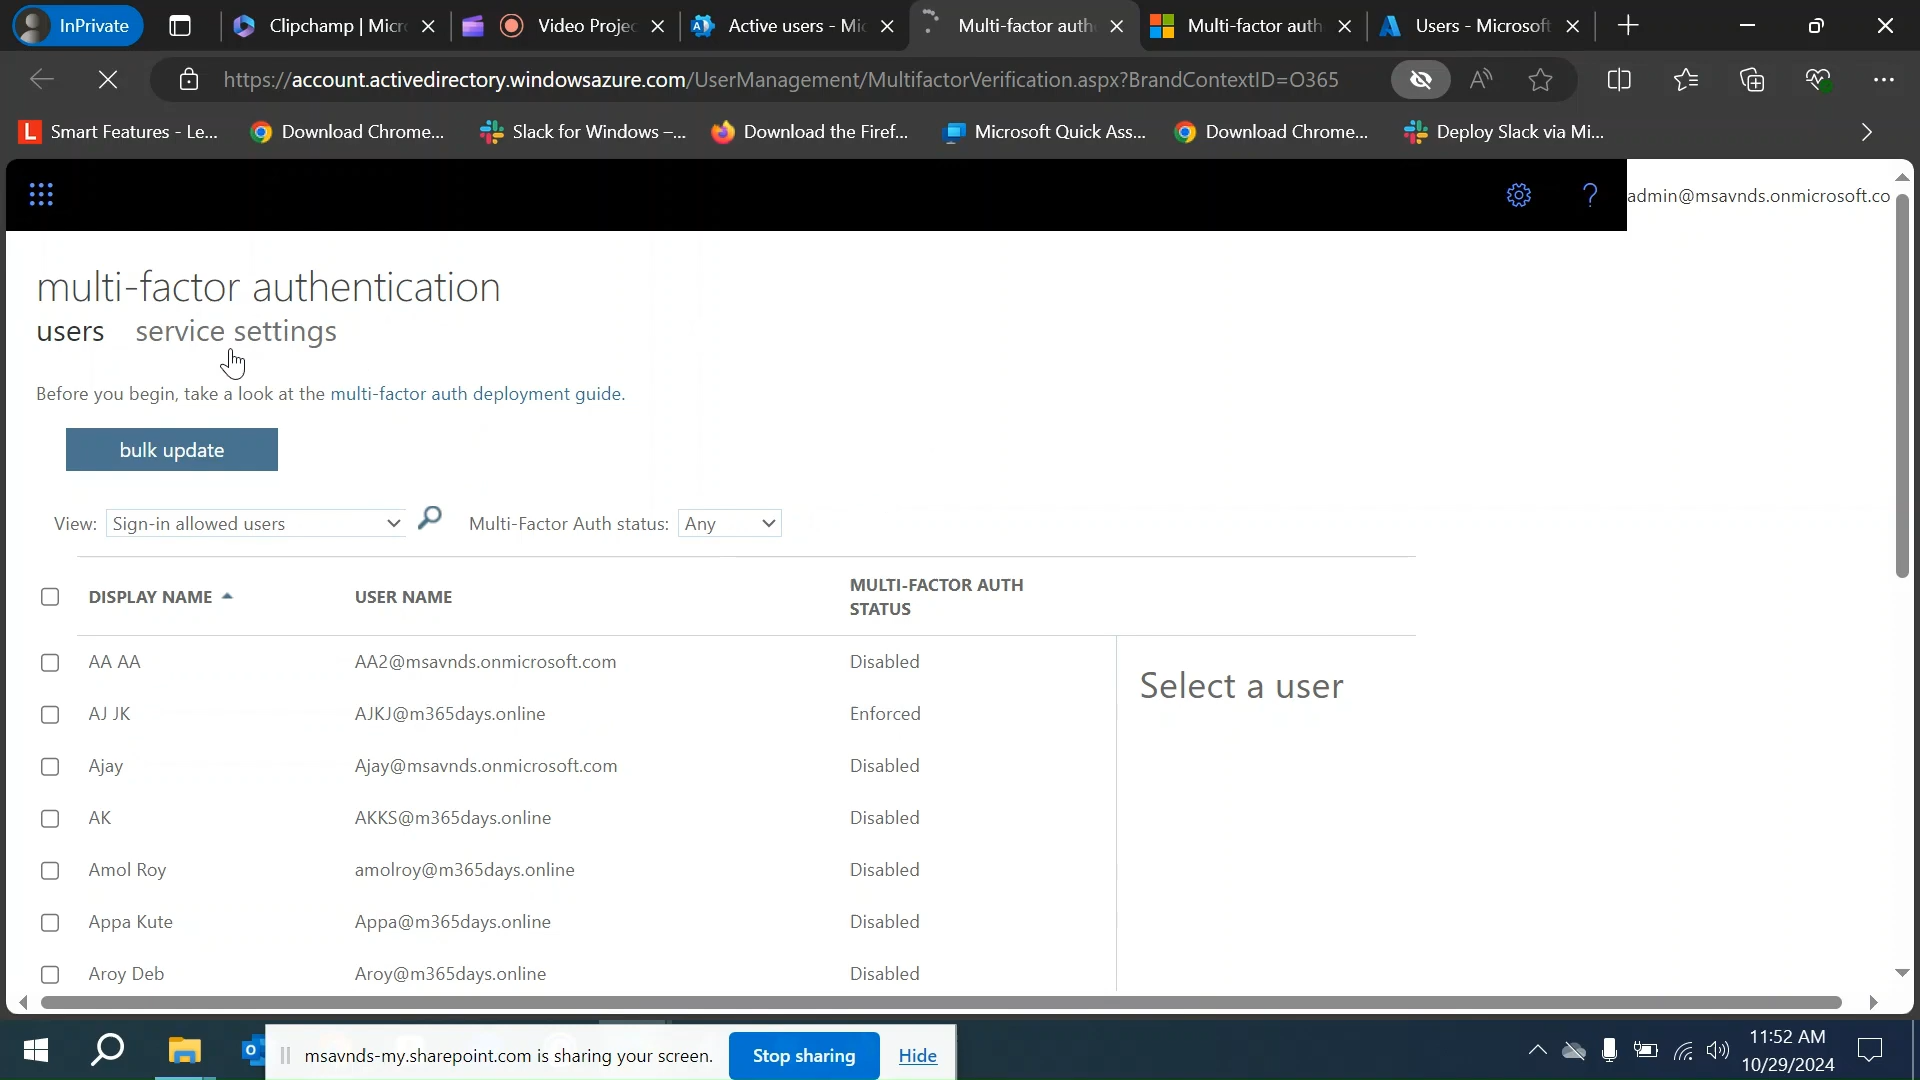 InPrivate
Clipchamp | Micr
Video Projec
Active users - Mi
Multi-factor auth
Multi-factor auth
Users - Microsoft
https://account.activedirectory.windowsazure.com/UserManagement/MultifactorVerification.aspx?BrandContextID=O365
Smart Features - Le...
Download Chrome...
Slack for Windows –...
Download the Firef...
Microsoft Quick Ass...
Download Chrome...
Deploy Slack via Mi...
admin@msavnds.onmicrosoft.co
multi-factor authentication
users service settings
Before you begin, take a look at the multi-factor auth deployment guide.
bulk update
View: Sign-in allowed users Multi-Factor Auth status: Any
DISPLAY NAME USER NAME MULTI-FACTOR AUTH
STATUS
AA AA AA2@msavnds.onmicrosoft.com Disabled
Select a user
AJ JK AJKJ@m365days.online Enforced
Ajay Ajay@msavnds.onmicrosoft.com Disabled
AK AKKS@m365days.online Disabled
Amol Roy amolroy@m365days.online Disabled
Appa Kute Appa@m365days.online Disabled
Aroy Deb Aroy@m365days.online Disabled
msavnds-my.sharepoint.com is sharing your screen. Stop sharing Hide
11:52 AM
10/29/2024